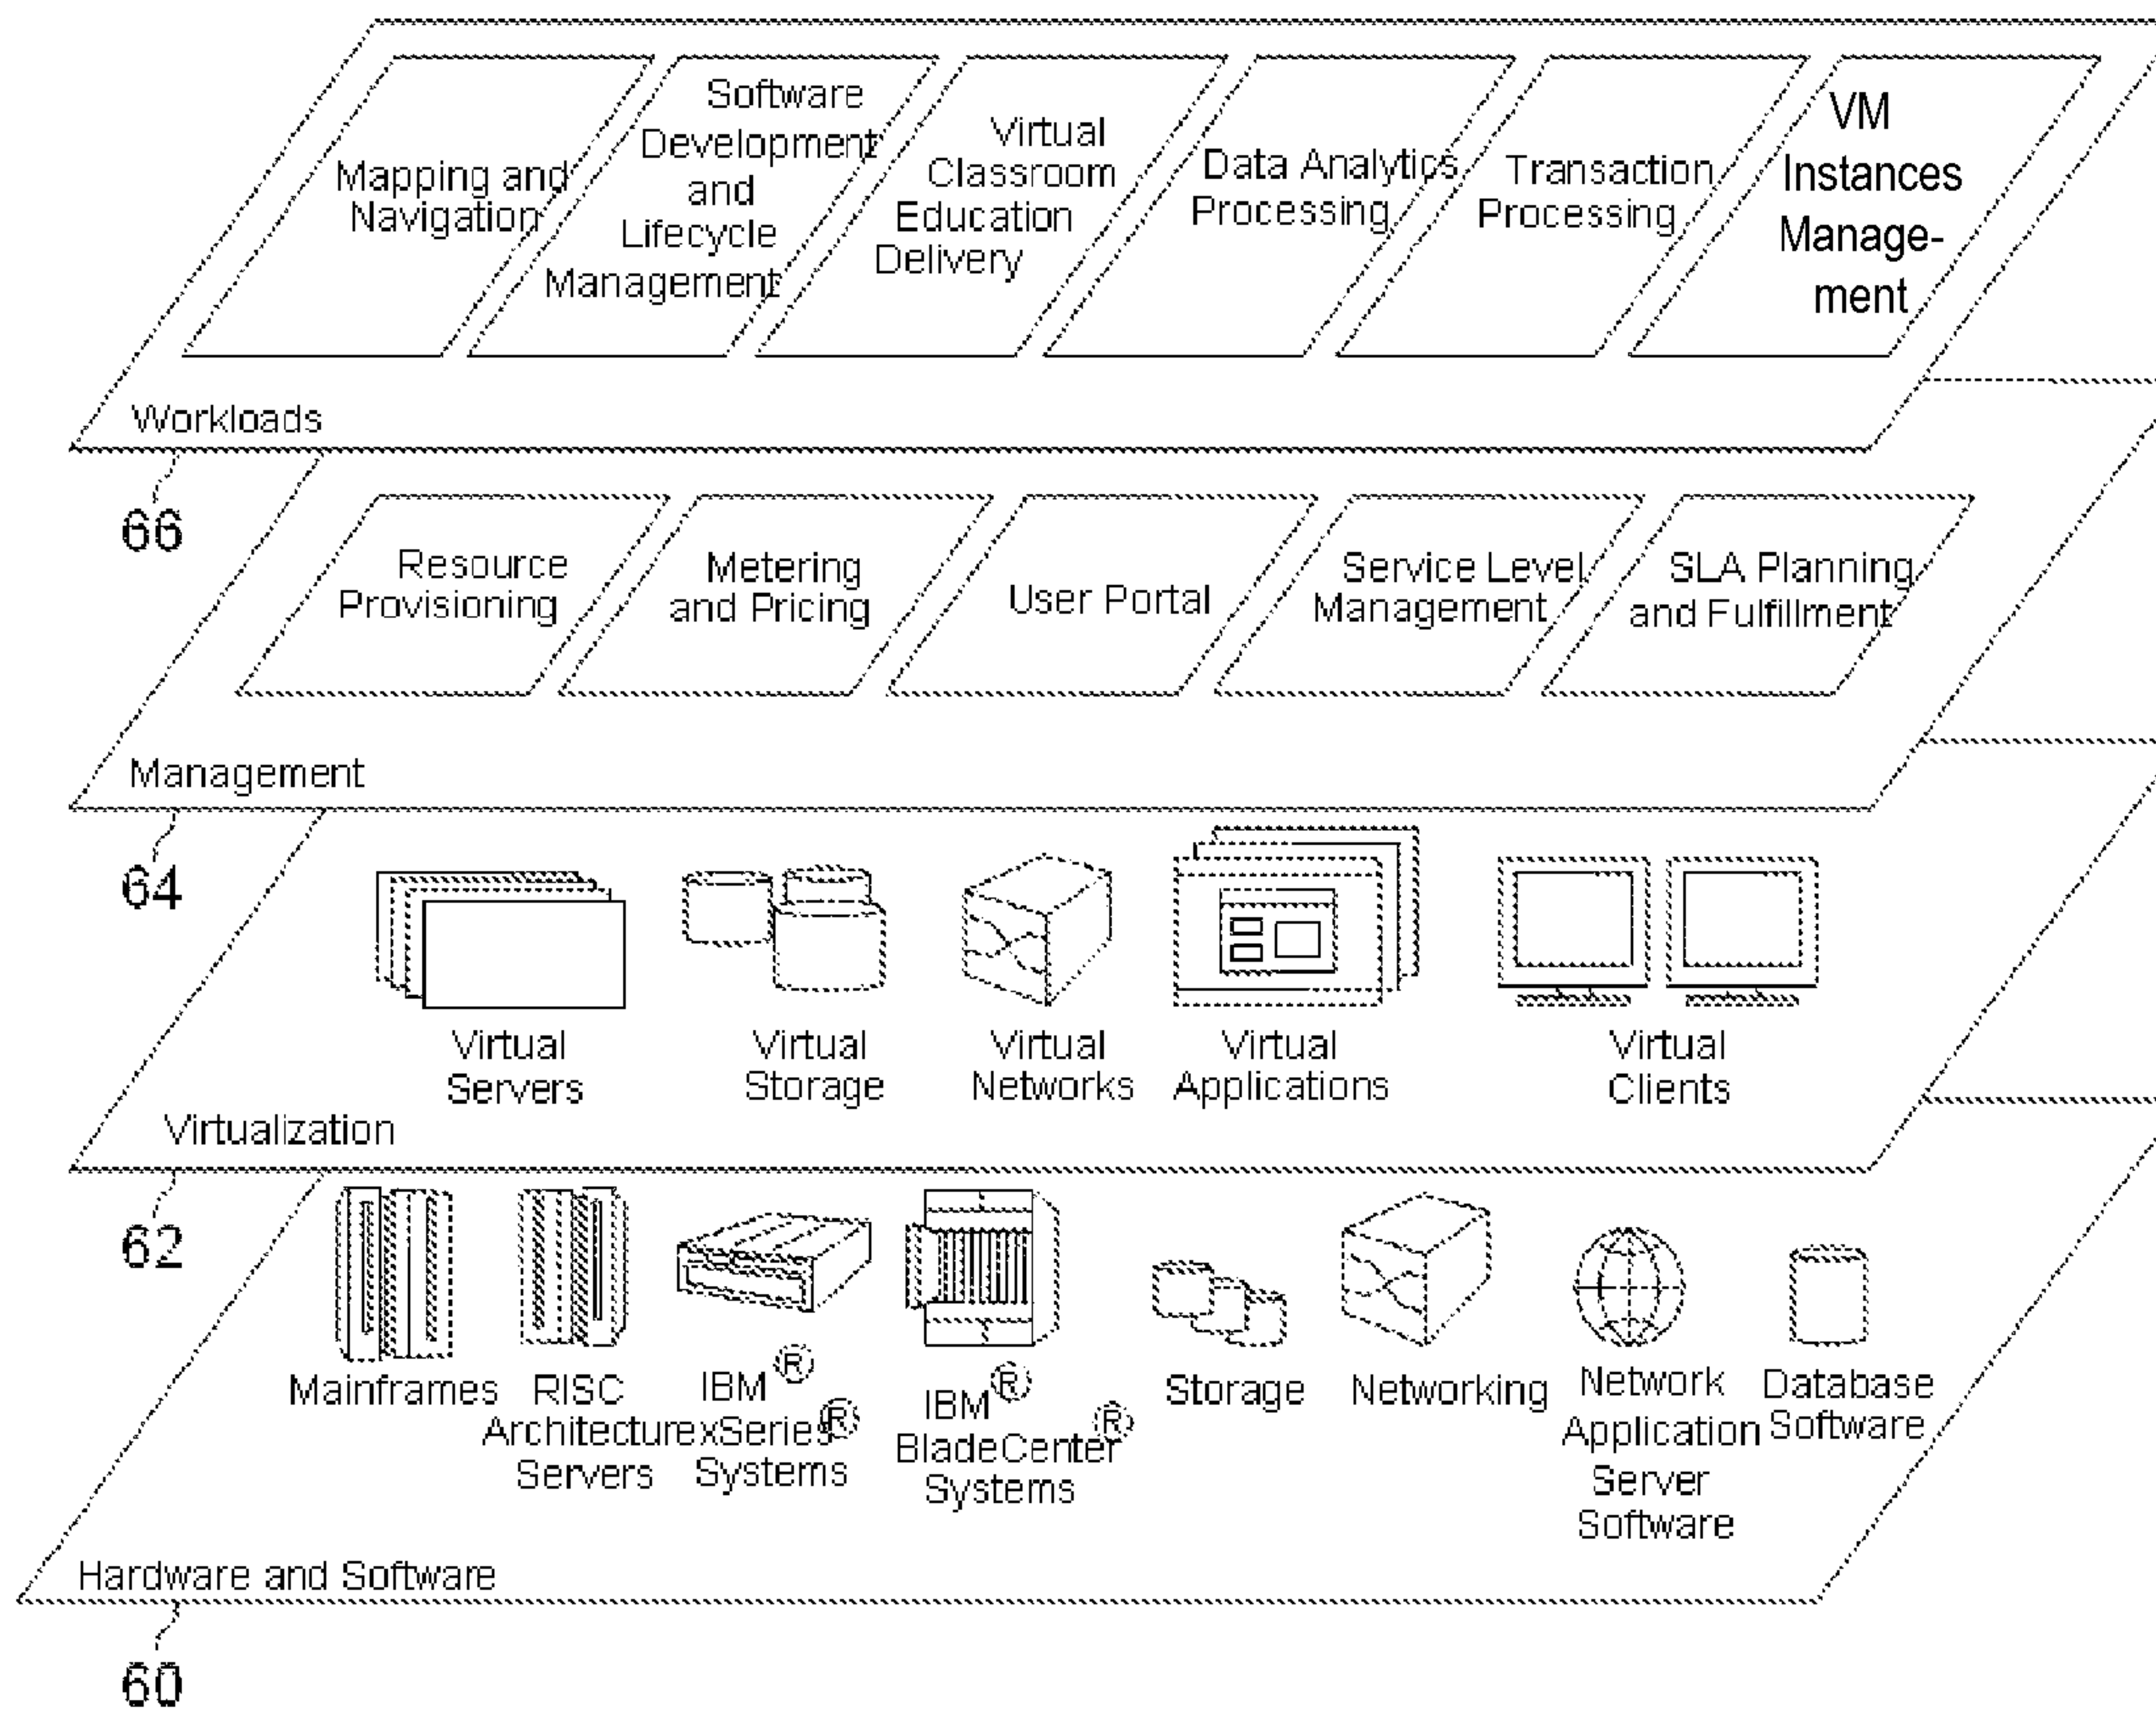 Mapping and
Navigation
Software
Development
and
Lifecycle
Management
Virtual
Classroom
Education
Delivery
Data Analytics
Processing
Transaction
Processing
VM
Instances
Manage-
ment
Workloads
66
Resource
Provisioning
Metering
and Pricing
User Portal
Service Level
Management
SLA Planning
and Fulfillment
Management
64
Virtual
Servers
Virtual
Storage
Virtual
Networks
Virtual
Applications
Virtual
Clients
Virtualization
62
Mainframes
RISC
Architecture
Servers
IBM ®
xSeries ®
Systems
IBM ®
BladeCenter ®
Systems
Storage
Networking
Network
Application
Server
Software
Database
Software
Hardware and Software
60